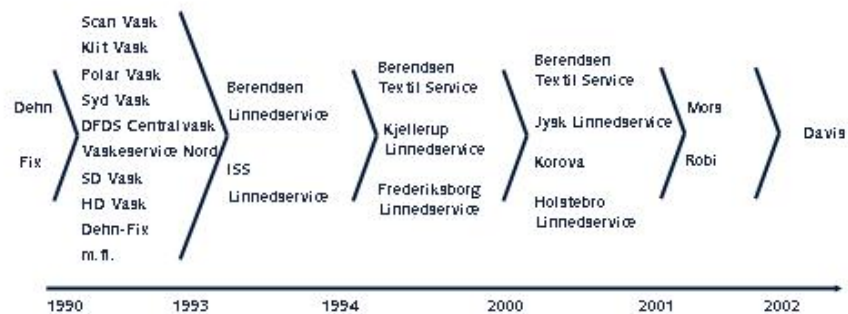 Dehn
Fix
Scan Vask
Klit Vask
Polar Vask
Syd Vask
DFDS Centralvask
Vaskeservice Nord
SD Vask
HD Vask
Dehn-Fix
m.fl.
Berendsen
Linnedservice
ISS
Linnedservice
Berendsen
Textil Service
Kjellerup
Linnedservice
Frederiksborg
Linnedservice
Berendsen
Textil Service
Jysk Linnedservice
Korova
Holstebro
Linnedservice
Mors
Robi
Davis
1990
1993
1994
2000
2001
2002